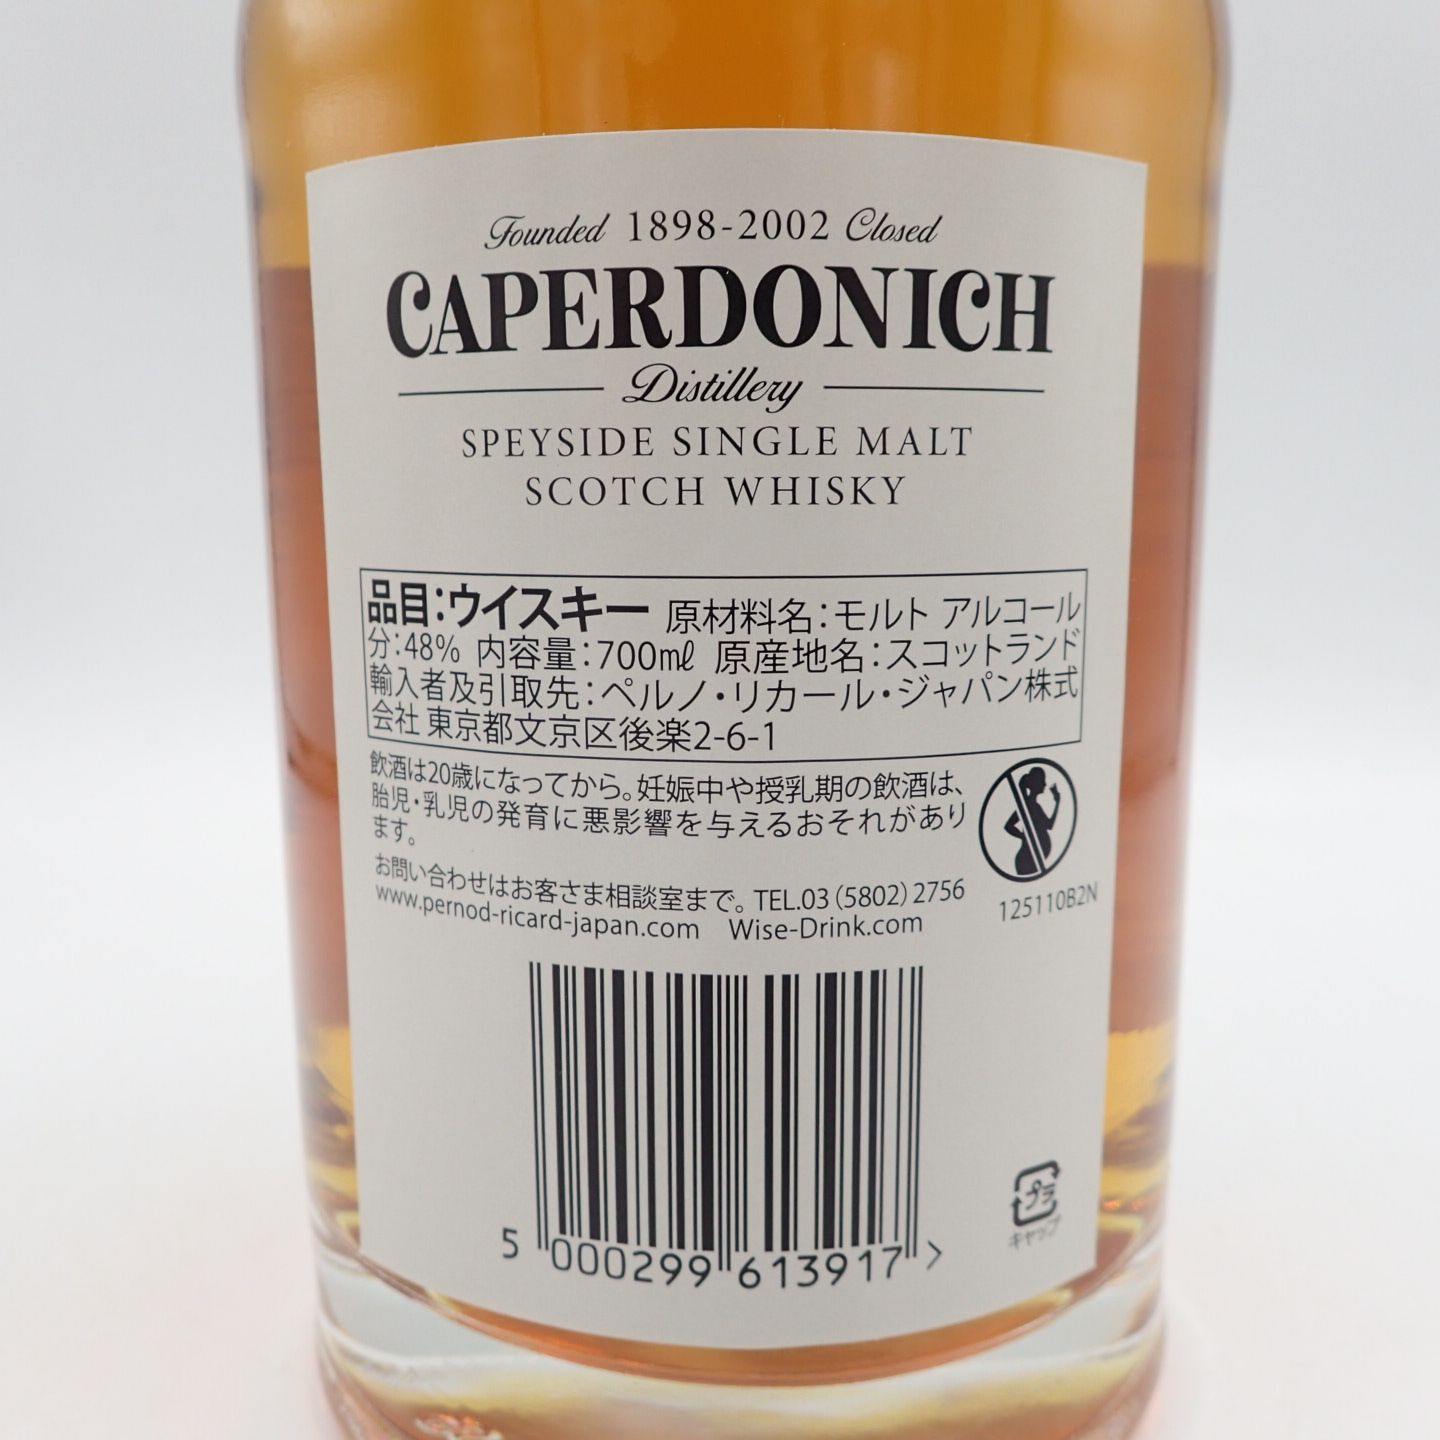 Founded 1898-2002 Closed
CAPERDONICH
Distillery
SPEYSIDE SINGLE MALT
SCOTCH WHISKY
品目:ウイスキー 原材料名:モルト アルコール
分:48% 内容量:700㎖ 原産地名:スコットランド
輸入者及引取先:ペルノ・リカール・ジャパン株式
会社 東京都文京区後楽2-6-1
飲酒は20歳になってから。妊娠中や授乳期の飲酒は、
胎児・乳児の発育に悪影響を与えるおそれがあり
ます。
お問い合わせはお客さま相談室まで。TEL.03(5802)2756
www.pernod-ricard-japan.com Wise-Drink.com
125110B2N
5 000299 613917 >
プラ
キャップ